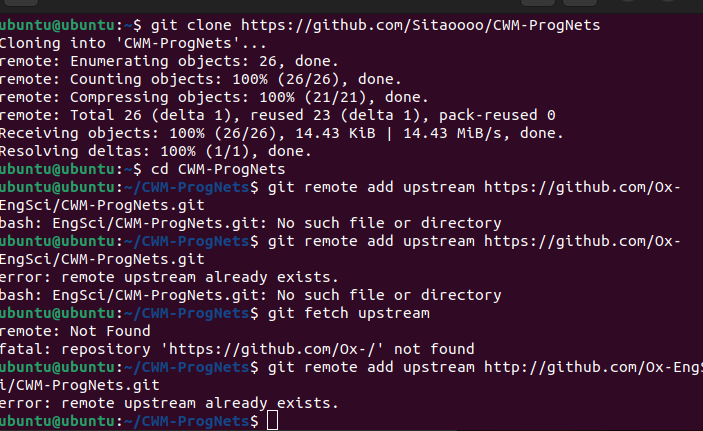 ubuntu@ubuntu:~$ git clone https://github.com/Sitaoooo/CWM-ProgNets
Cloning into 'CWM-ProgNets'...
remote: Enumerating objects: 26, done.
remote: Counting objects: 100% (26/26), done.
remote: Compressing objects: 100% (21/21), done.
remote: Total 26 (delta 1), reused 23 (delta 1), pack-reused 0
Receiving objects: 100% (26/26), 14.43 KiB | 14.43 MiB/s, done.
Resolving deltas: 100% (1/1), done.
ubuntu@ubuntu:~$ cd CWM-ProgNets
ubuntu@ubuntu:~/CWM-ProgNets$ git remote add upstream https://github.com/Ox-
EngSci/CWM-ProgNets.git
bash: EngSci/CWM-ProgNets.git: No such file or directory
ubuntu@ubuntu:~/CWM-ProgNets$ git remote add upstream https://github.com/Ox-
EngSci/CWM-ProgNets.git
error: remote upstream already exists.
bash: EngSci/CWM-ProgNets.git: No such file or directory
ubuntu@ubuntu:~/CWM-ProgNets$ git fetch upstream
remote: Not Found
fatal: repository 'https://github.com/Ox-/' not found
ubuntu@ubuntu:~/CWM-ProgNets$ git remote add upstream http://github.com/Ox-EngS
i/CWM-ProgNets.git
error: remote upstream already exists.
ubuntu@ubuntu:~/CWM-ProgNets$